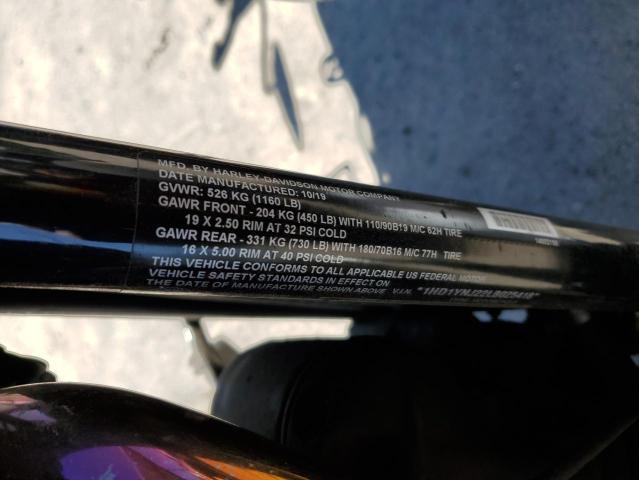 MFD. BY HARLEY-DAVIDSON MOTOR COMPANY
DATE MANUFACTURED: 10/19
GVWR: 526 KG (1160 LB)
GAWR FRONT - 204 KG (450 LB) WITH 110/90B19 M/C 62H TIRE
19 X 2.50 RIM AT 32 PSI COLD
GAWR REAR - 331 KG (730 LB) WITH 180/70B16 M/C 77H TIRE
16 X 5.00 RIM AT 40 PSI COLD
THIS VEHICLE CONFORMS TO ALL APPLICABLE US FEDERAL MOTOR
VEHICLE SAFETY STANDARDS IN EFFECT ON
THE DATE OF MANUFACTURE SHOWN ABOVE V.I.N. *1HD1YNJ22LB025416*